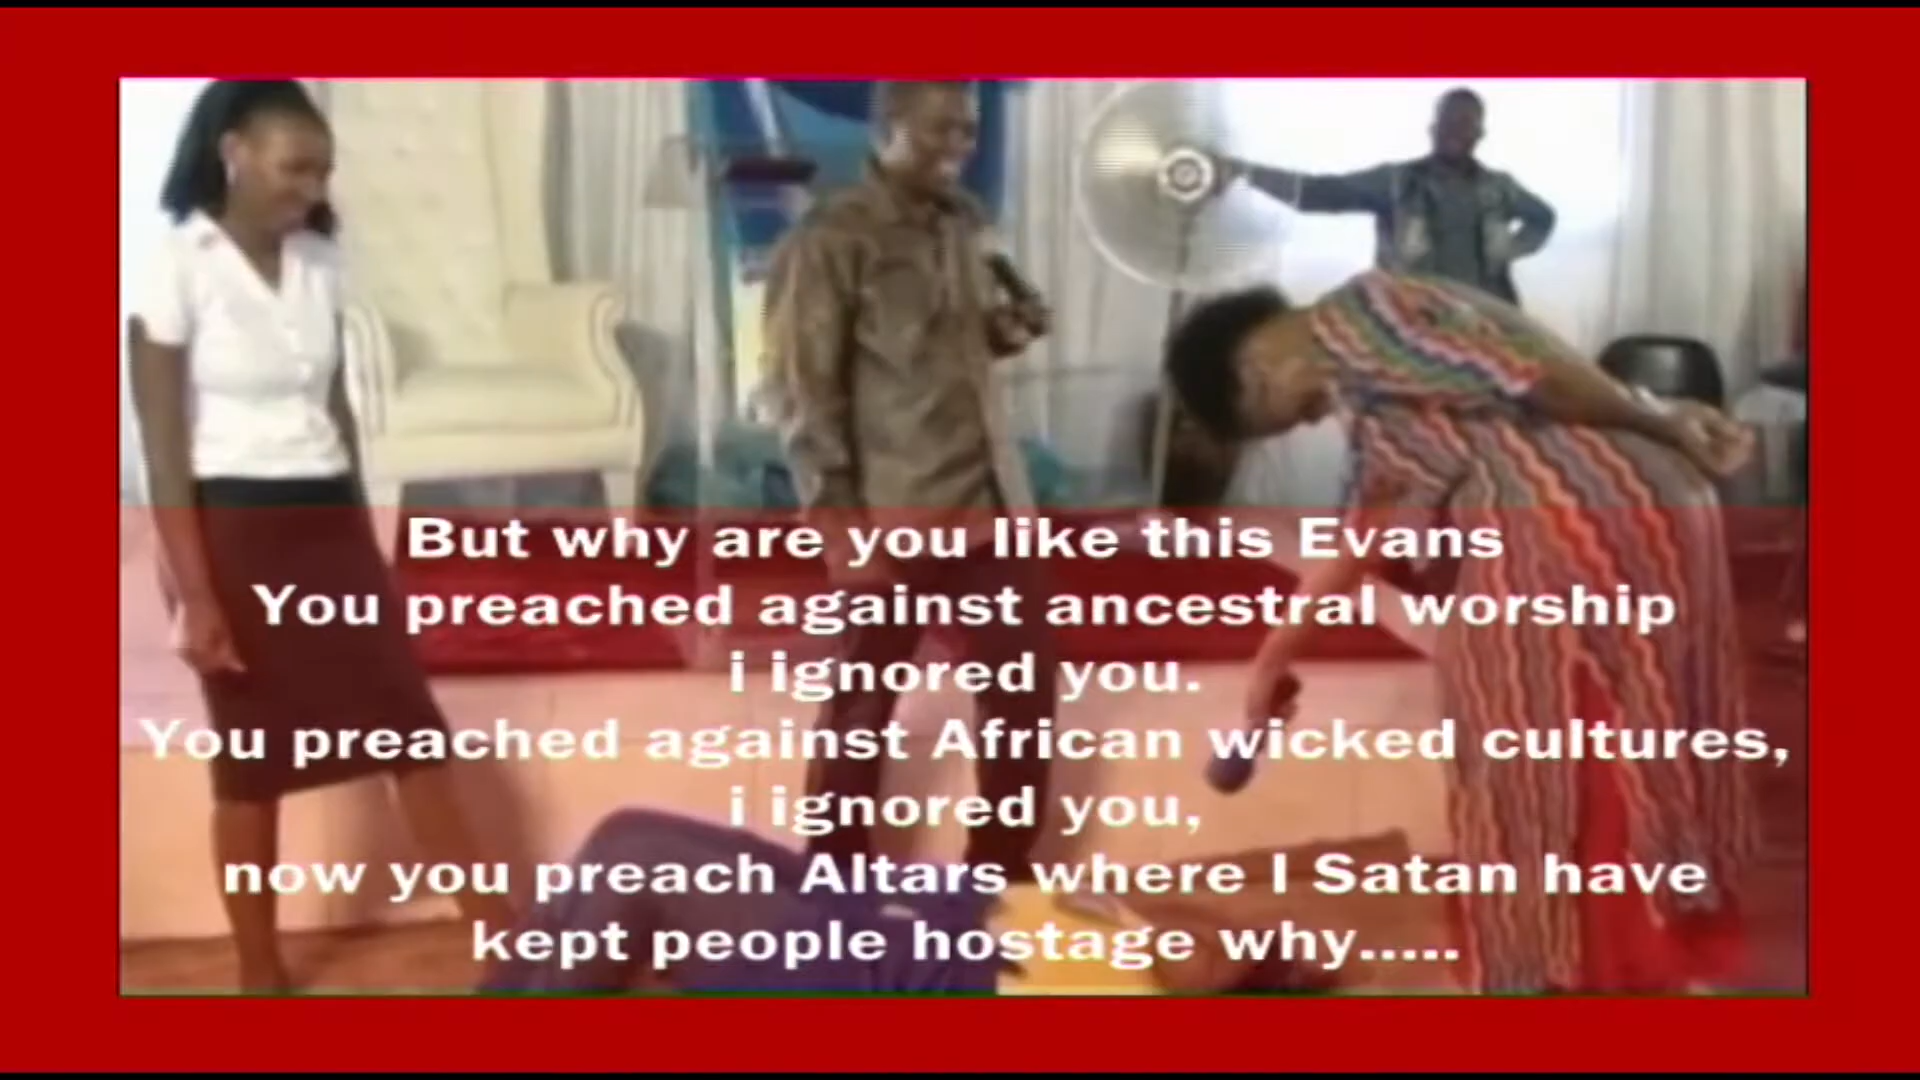 But why are you like this Evans
You preached against ancestral worship
i ignored you.
You preached against African wicked cultures,
i ignored you,
now you preach Altars where I Satan have
kept people hostage why.....